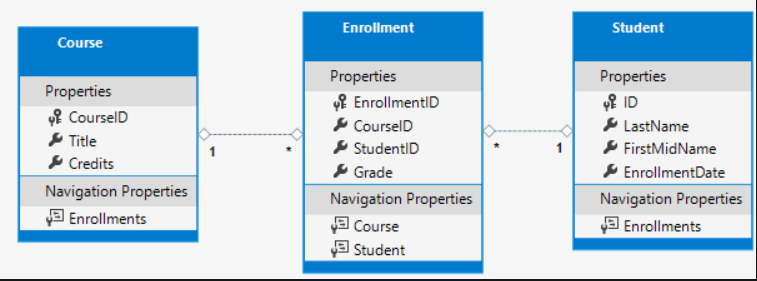 Course
Properties
CourseID
Title
Credits
Navigation Properties
Enrollments
1
*
Enrollment
Properties
EnrollmentID
CourseID
StudentID
Grade
Navigation Properties
Course
Student
*
1
Student
Properties
ID
LastName
FirstMidName
EnrollmentDate
Navigation Properties
Enrollments